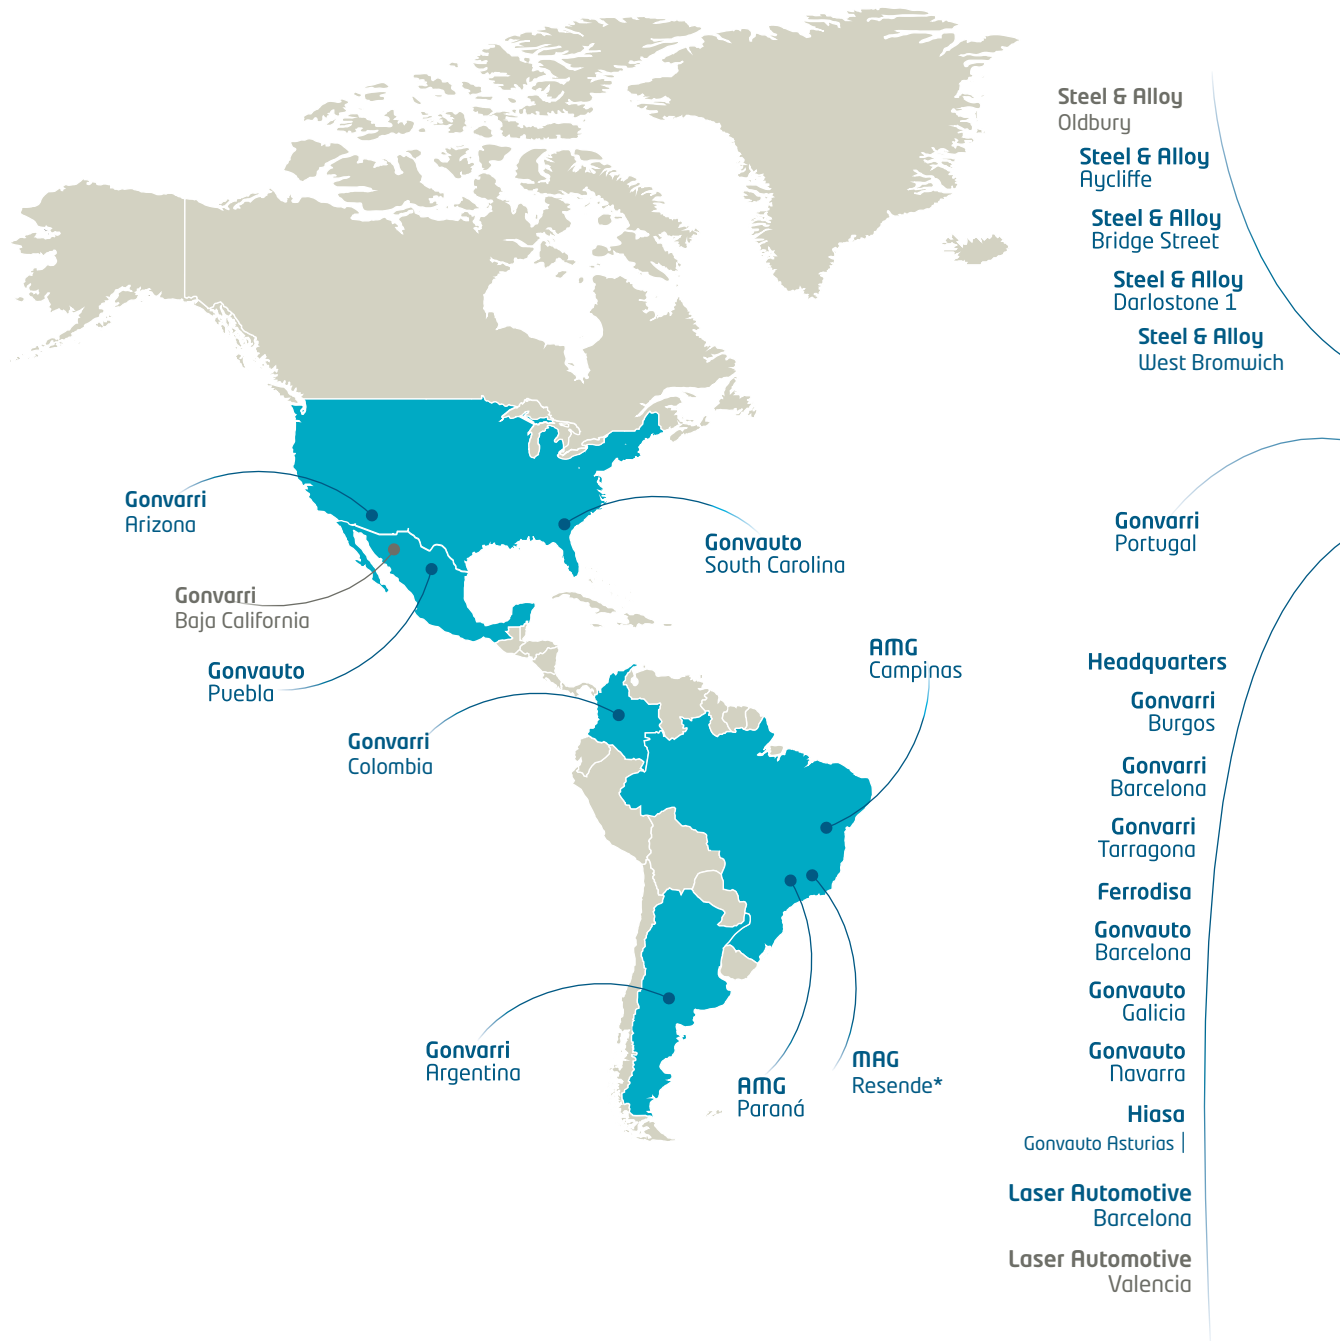 Steel & Alloy
Oldbury
Steel & Alloy
Aycliffe
Steel & Alloy
Bridge Street
Steel & Alloy
Darlostone 1
Steel & Alloy
West Bromwich
Gonvarri
Arizona
Gonvauto
South Carolina
Gonvarri
Portugal
Gonvarri
Baja California
Gonvauto
Puebla
AMG
Campinas
Gonvarri
Colombia
Headquarters
Gonvarri
Burgos
Gonvarri
Barcelona
Gonvarri
Tarragona
Ferrodisa
Gonvauto
Barcelona
Gonvauto
Galicia
Gonvauto
Navarra
Hiasa
Gonvauto Asturias |
Gonvarri
Argentina
AMG
Paraná
MAG
Resende*
Laser Automotive
Barcelona
Laser Automotive
Valencia